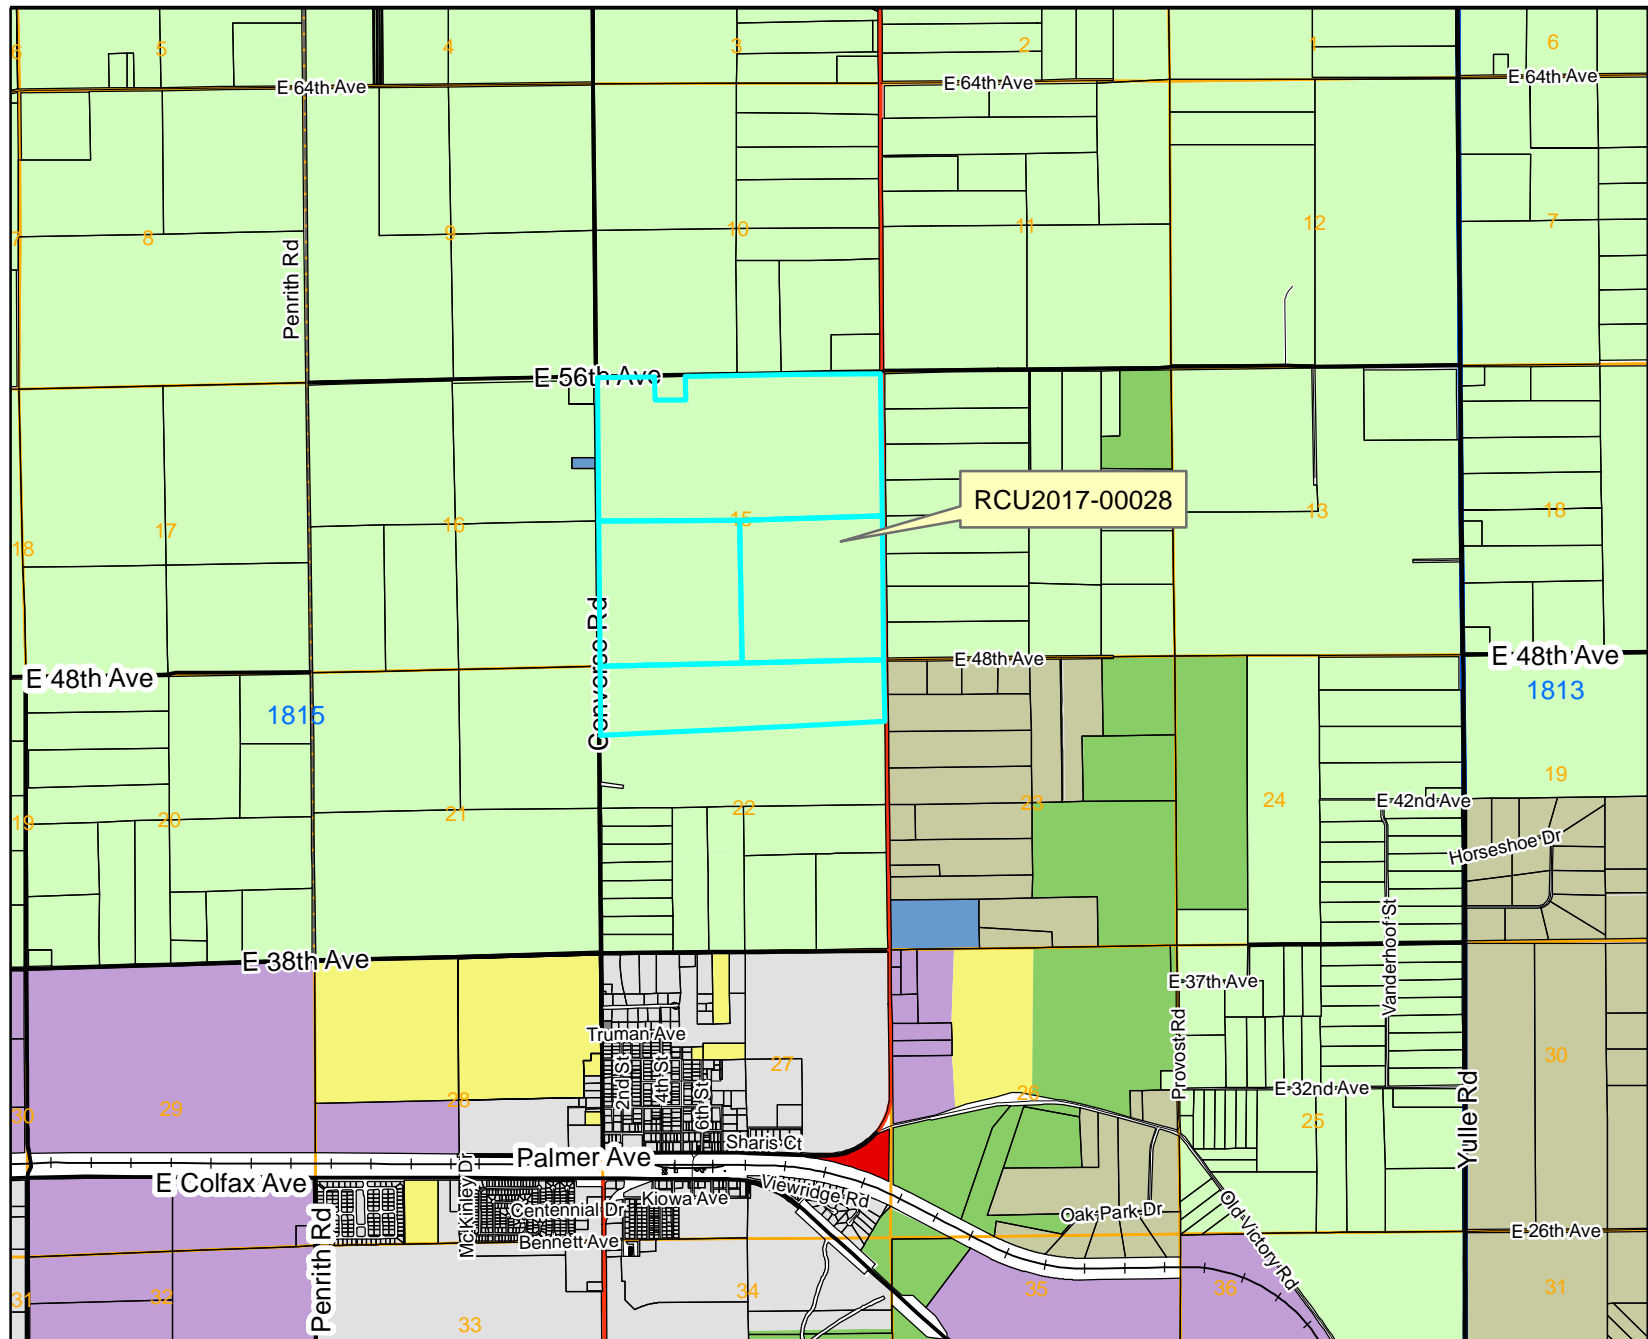 6
5
4
3
2
1
6
E 64th Ave
E 64th Ave
E 64th Ave
7
8
9
10
11
12
7
Penrith Rd
E 56th Ave
RCU2017-00028
18
17
16
15
13
18
Converse Rd
E 48th Ave
E 48th Ave
E 48th Ave
1815
1813
19
20
21
22
23
24
19
E 42nd Ave
Horseshoe Dr
Vanderhoof St
E 38th Ave
E 37th Ave
Provost Rd
Truman Ave
2nd St
4th St
6th St
27
30
29
28
26
E 32nd Ave
25
30
Yulle Rd
Sharis Ct
Palmer Ave
E Colfax Ave
McKinley Dr
Viewridge Rd
Kiowa Ave
Centennial Dr
Bennett Ave
Oak Park Dr
Old Victory Rd
E 26th Ave
Penrith Rd
31
32
33
34
35
36
31